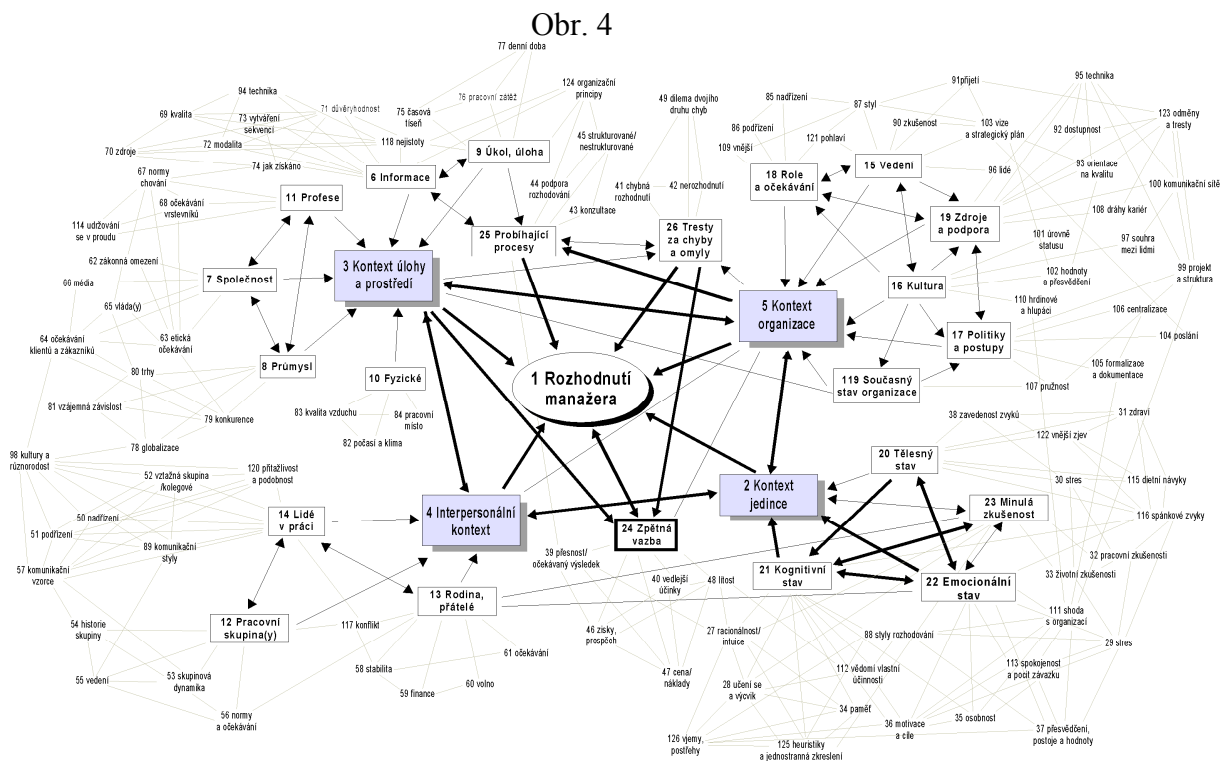 Obr. 4
77 denní doba
94 technika
71 důvěryhodnost
76 pracovní zátěž
124 organizační
principy
69 kvalita
73 vytváření
sekvencí
75 časová
tíseň
49 dilema dvojího
druhu chyb
85 nadřízení
87 styl
91přijetí
95 technika
70 zdroje
72 modalita
118 nejistoty
45 strukturované/
nestrukturované
86 podřízení
90 zkušenost
103 vize
a strategický plán
123 odměny
a tresty
74 jak získáno
9 Úkol, úloha
109 vnější
121 pohlaví
92 dostupnost
67 normy
chování
6 Informace
44 podpora
rozhodování
41 chybná
rozhodnutí
42 nerozhodnutí
18 Role
a očekávání
15 Vedení
96 lidé
93 orientace
na kvalitu
100 komunikační sítě
68 očekávání
vrstevníků
11 Profese
43 konzultace
19 Zdroje
a podpora
108 dráhy kariér
114 udržování
se v proudu
25 Probíhající
procesy
26 Tresty
za chyby
a omyly
101 úrovně
statusu
97 souhra
mezi lidmi
62 zákonná omezení
3 Kontext úlohy
a prostředí
102 hodnoty
a přesvědčení
99 projekt
a struktura
66 média
7 Společnost
16 Kultura
65 vláda(y)
5 Kontext
organizace
110 hrdinové
a hlupáci
106 centralizace
64 očekávání
klientů a zákazníků
63 etická
očekávání
17 Politiky
a postupy
104 poslání
80 trhy
8 Průmysl
10 Fyzické
1 Rozhodnutí
manažera
119 Současný
stav organizace
105 formalizace
a dokumentace
107 pružnost
81 vzájemná závislost
79 konkurence
83 kvalita vzduchu
84 pracovní
místo
82 počasí a klima
38 zavedenost zvyků
31 zdraví
78 globalizace
122 vnější zjev
98 kultury a
různorodost
52 vztažná skupina
/kolegové
120 přitažlivost
a podobnost
20 Tělesný
stav
30 stres
115 dietní návyky
50 nadřízení
14 Lidé
v práci
4 Interpersonální
kontext
24 Zpětná
vazba
2 Kontext
jedince
23 Minulá
zkušenost
116 spánkové zvyky
51 podřízení
89 komunikační
styly
39 přesnost/
očekávaný výsledek
32 pracovní zkušenosti
57 komunikační
vzorce
40 vedlejší
účinky
48 lítost
21 Kognitivní
stav
22 Emocionální
stav
33 životní zkušenosti
13 Rodina,
přátelé
111 shoda
s organizací
54 historie
skupiny
12 Pracovní
skupina(y)
117 konflikt
46 zisky,
prospěch
27 racionálnost/
intuice
88 styly rozhodování
29 stres
61 očekávání
58 stabilita
47 cena/
náklady
112 vědomí vlastní
účinnosti
113 spokojenost
a pocit závazku
55 vedení
53 skupinová
dynamika
60 volno
59 finance
28 učení se
a výcvik
34 paměť
56 normy
a očekávání
36 motivace
a cíle
35 osobnost
37 přesvědčení,
postoje a hodnoty
126 vjemy,
postřehy
125 heuristiky
a jednostranná zkreslení